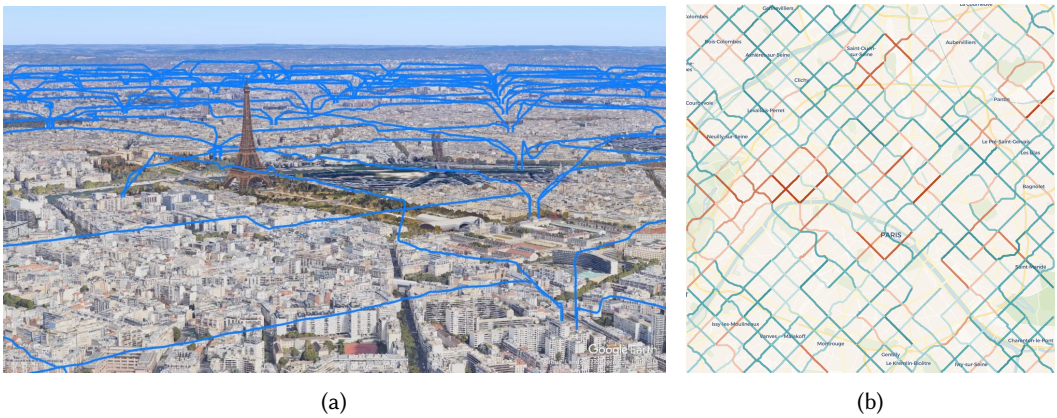 Google Earth
(a)
Gennevilliers
La Courneuve
Colombes
Bois-Colombes
Asnières-sur-Seine
Saint-Ouen-
sur-Seine
Aubervilliers
Clichy
Courbevoie
Levallois-Perret
Pantin
Neuilly-sur-Seine
Le Pré-Saint-Gervais
Les Lilas
Bagnolet
PARIS
Saint-Mandé
Issy-les-Moulineaux
Vanves
Malakoff
Montrouge
Charenton-le-Pont
Gentilly
Le Kremlin-Bicêtre
Ivry-sur-Seine
(b)